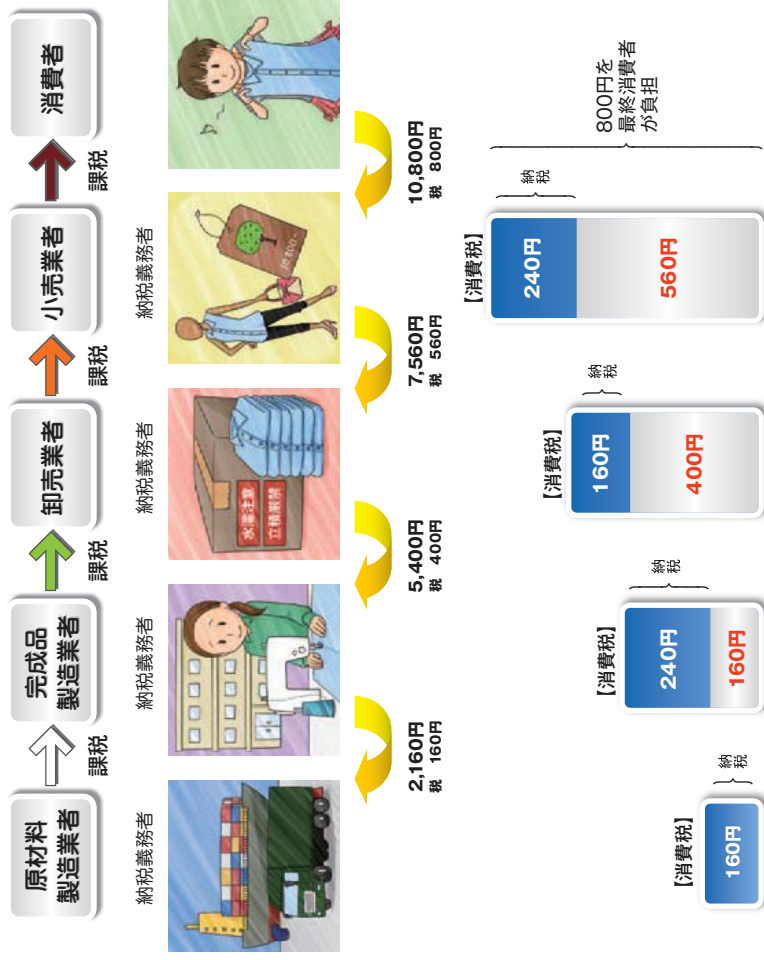 原材料
製造業者
課税
完成品
製造業者
課税
卸売業者
課税
小売業者
課税
消費者
納税義務者
納税義務者
納税義務者
納税義務者
水濡注意
立積厳禁
2,160円
税 160円
5,400円
税 400円
7,560円
税 560円
10,800円
税 800円
【消費税】
160円
納税
【消費税】
240円
160円
納税
【消費税】
160円
400円
納税
【消費税】
240円
560円
納税
800円を
最終消費者
が負担